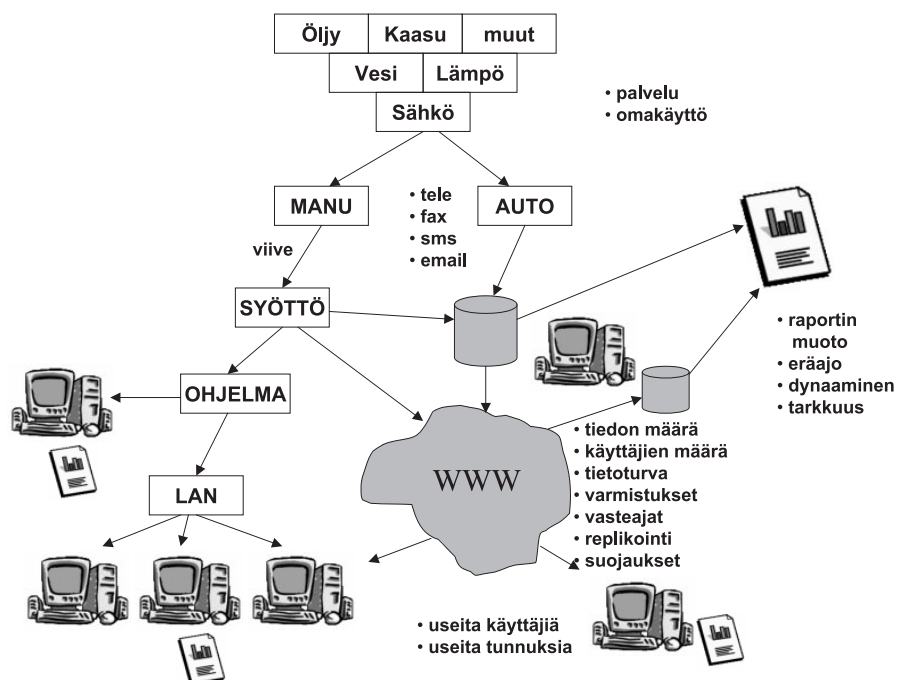 Öljy
Kaasu
muut
Vesi
Lämpö
Sähkö
• palvelu
• omakäyttö
MANU
• tele
• fax
• sms
• email
AUTO
viive
SYÖTTÖ
• raportin
muoto
• eräajo
• dynaaminen
• tarkkuus
OHJELMA
WWW
• tiedon määrä
• käyttäjien määrä
• tietoturva
• varmistukset
• vasteajat
• replikointi
• suojaukset
LAN
• useita käyttäjiä
• useita tunnuksia